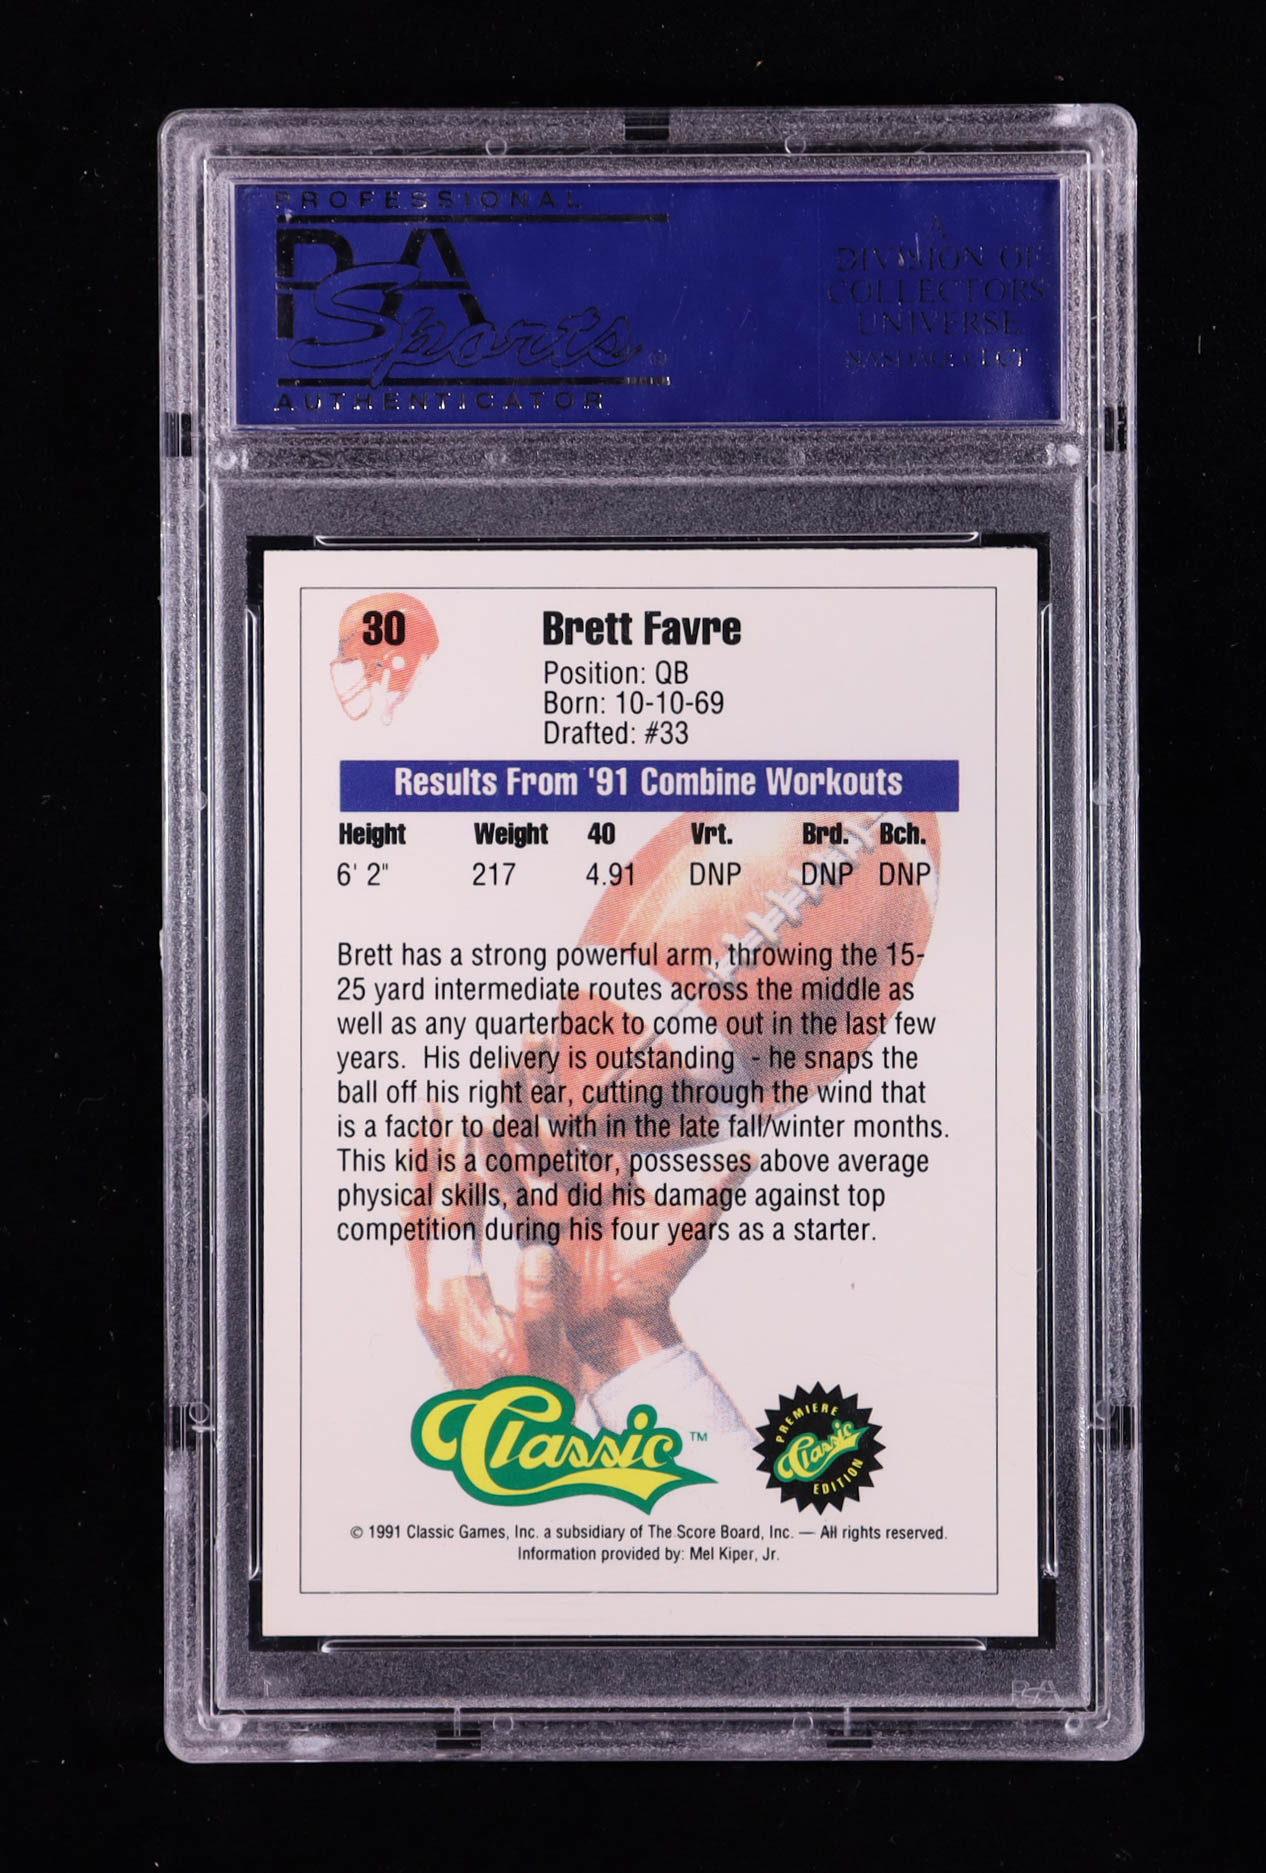 PROFESSIONAL
PSA
Sports
AUTHENTICATOR
A
DIVISION OF
COLLECTORS
UNIVERSE
NASDAQ: CLCT
30
Brett Favre
Position: QB
Born: 10-10-69
Drafted: #33
Results From '91 Combine Workouts
Height Weight 40 Vrt. Brd. Bch.
6' 2" 217 4.91 DNP DNP DNP
Brett has a strong powerful arm, throwing the 15-
25 yard intermediate routes across the middle as
well as any quarterback to come out in the last few
years. His delivery is outstanding - he snaps the
ball off his right ear, cutting through the wind that
is a factor to deal with in the late fall/winter months.
This kid is a competitor, possesses above average
physical skills, and did his damage against top
competition during his four years as a starter.
Classic™
PREMIERE
Classic
EDITION
© 1991 Classic Games, Inc. a subsidiary of The Score Board, Inc. — All rights reserved.
Information provided by: Mel Kiper, Jr.
PSA